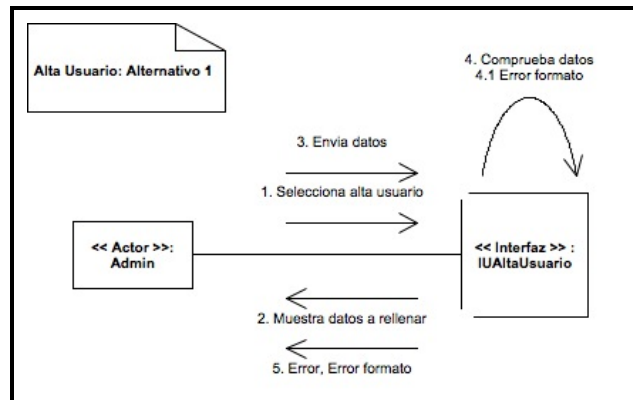 Alta Usuario: Alternativo 1
4. Comprueba datos
4.1 Error formato
3. Envia datos
1. Selecciona alta usuario
<< Actor >>:
Admin
<< Interfaz >> :
IUAltaUsuario
2. Muestra datos a rellenar
5. Error, Error formato